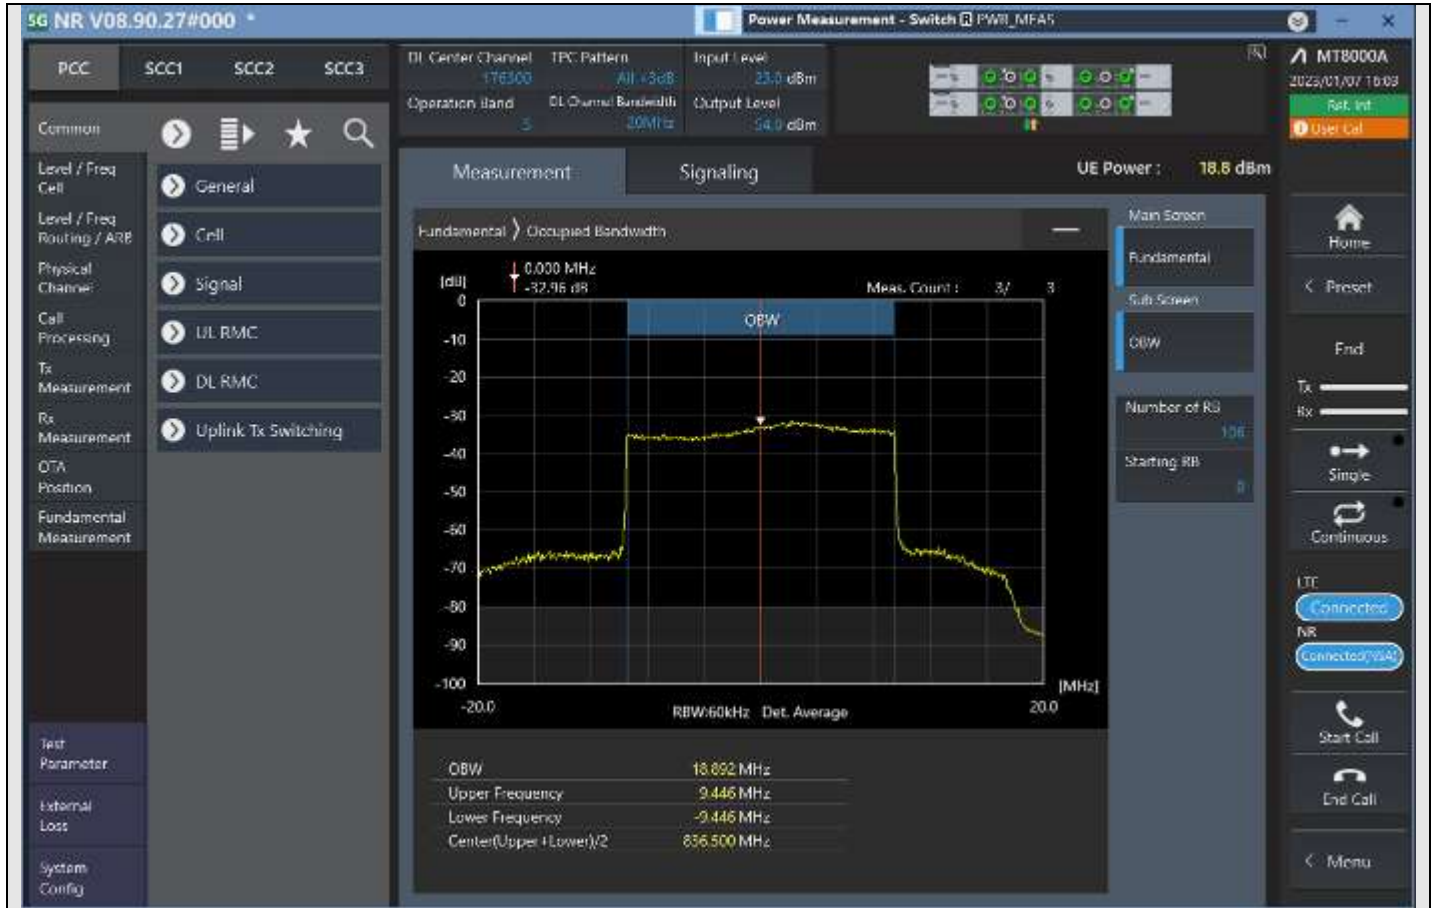 SG NR V08.90.27#000 *
Power Measurement - Switch PWR_MEAS
PCC SCC1 SCC2 SCC3
DL Center Channel TPC Pattern Input Level
176300 All +3dB 23.0 dBm
Operation Band DL Channel Bandwidth Output Level
5 20MHz 54.0 dBm
MT8000A
2023/01/07 16:03
Ref. Int
User Cal
Common
Level / Freq
Cell
Level / Freq
Routing / ARB
Physical
Channel
Call
Processing
Tx
Measurement
Rx
Measurement
OTA
Position
Fundamental
Measurement
Test
Parameter
External
Loss
System
Config
General
Cell
Signal
UL RMC
DL RMC
Uplink Tx Switching
Measurement Signaling
UE Power : 18.8 dBm
Fundamental > Occupied Bandwidth
[dB]
0.000 MHz
-32.96 dB
Meas. Count : 3/ 3
OBW
0
-10
-20
-30
-40
-50
-60
-70
-80
-90
-100
[MHz]
-20.0 RBW:60kHz Det. Average 20.0
OBW 18.892 MHz
Upper Frequency 9.446 MHz
Lower Frequency -9.446 MHz
Center(Upper+Lower)/2 836.500 MHz
Main Screen
Fundamental
Sub Screen
OBW
Number of RB
106
Starting RB
0
Home
< Preset
End
Tx
Rx
Single
Continuous
LTE
Connected
NR
Connected(NSA)
Start Call
End Call
< Menu